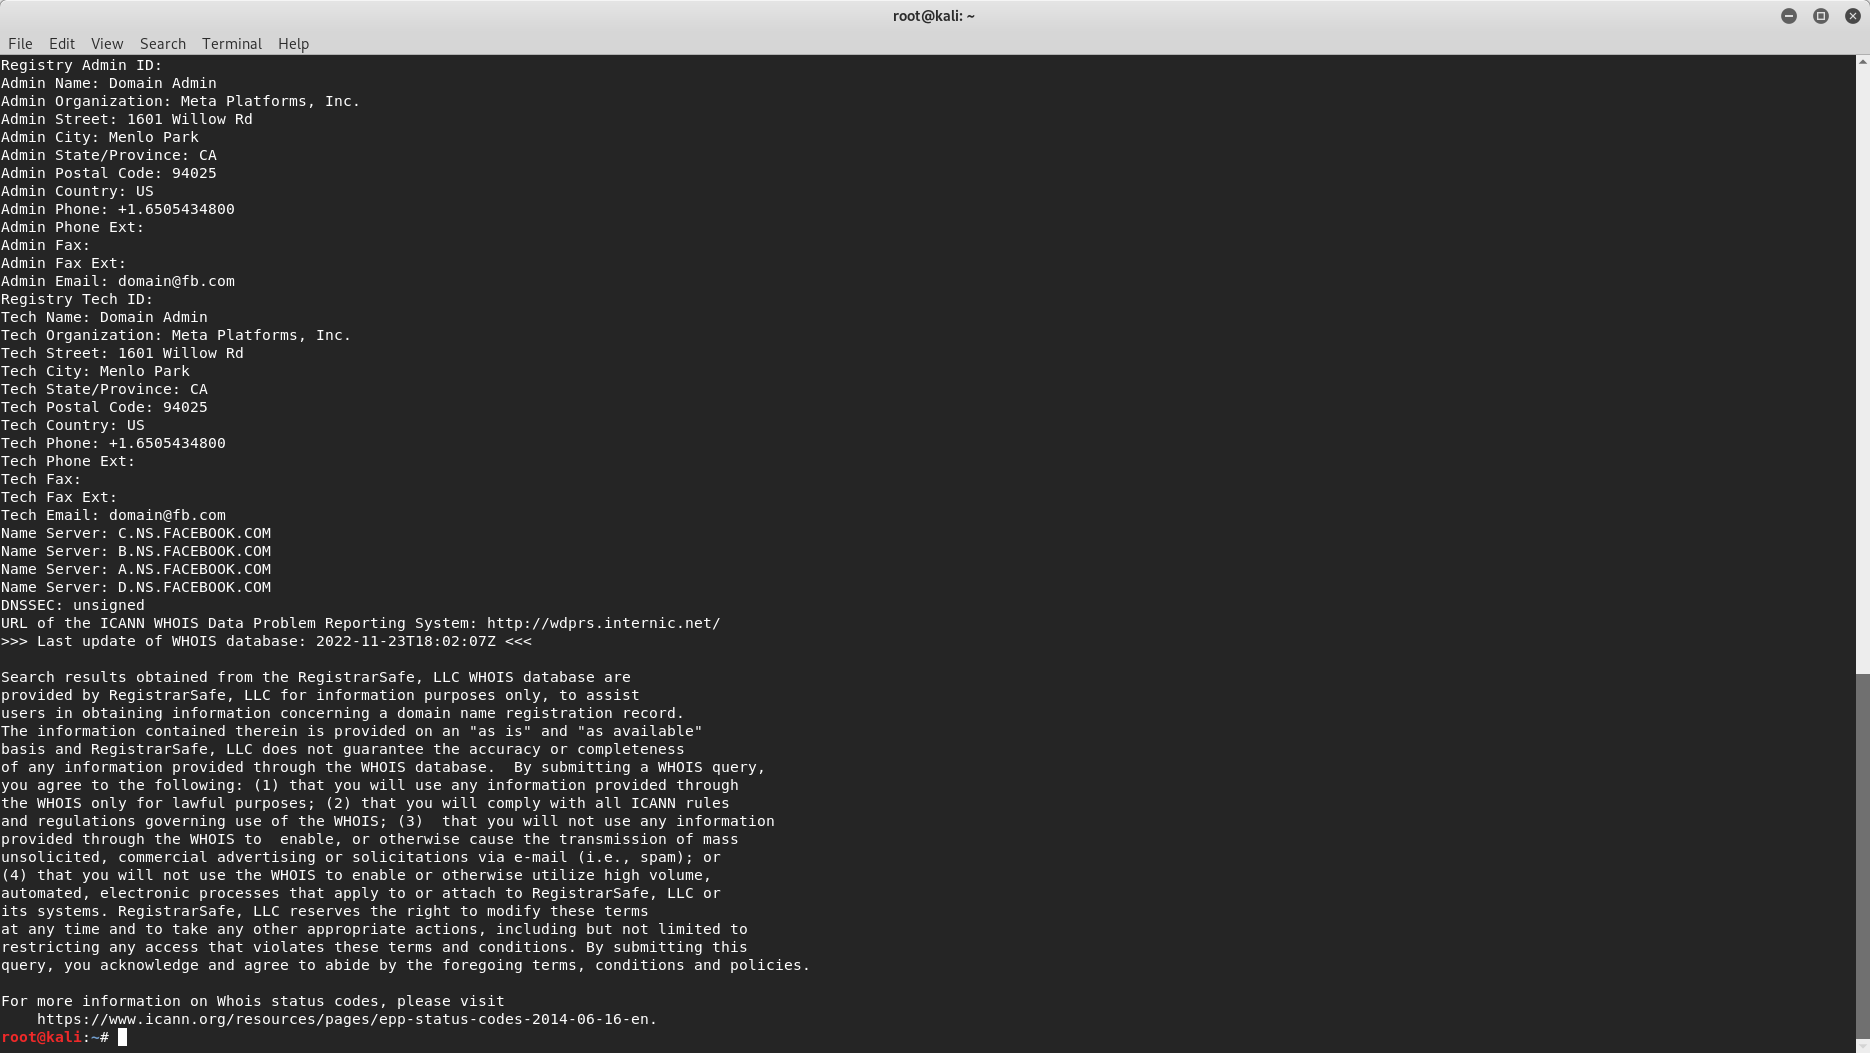 root@kali: ~
File Edit View Search Terminal Help
Registry Admin ID:
Admin Name: Domain Admin
Admin Organization: Meta Platforms, Inc.
Admin Street: 1601 Willow Rd
Admin City: Menlo Park
Admin State/Province: CA
Admin Postal Code: 94025
Admin Country: US
Admin Phone: +1.6505434800
Admin Phone Ext:
Admin Fax:
Admin Fax Ext:
Admin Email: domain@fb.com
Registry Tech ID:
Tech Name: Domain Admin
Tech Organization: Meta Platforms, Inc.
Tech Street: 1601 Willow Rd
Tech City: Menlo Park
Tech State/Province: CA
Tech Postal Code: 94025
Tech Country: US
Tech Phone: +1.6505434800
Tech Phone Ext:
Tech Fax:
Tech Fax Ext:
Tech Email: domain@fb.com
Name Server: C.NS.FACEBOOK.COM
Name Server: B.NS.FACEBOOK.COM
Name Server: A.NS.FACEBOOK.COM
Name Server: D.NS.FACEBOOK.COM
DNSSEC: unsigned
URL of the ICANN WHOIS Data Problem Reporting System: http://wdprs.internic.net/
>>> Last update of WHOIS database: 2022-11-23T18:02:07Z <<<

Search results obtained from the RegistrarSafe, LLC WHOIS database are
provided by RegistrarSafe, LLC for information purposes only, to assist
users in obtaining information concerning a domain name registration record.
The information contained therein is provided on an "as is" and "as available"
basis and RegistrarSafe, LLC does not guarantee the accuracy or completeness
of any information provided through the WHOIS database.  By submitting a WHOIS query,
you agree to the following: (1) that you will use any information provided through
the WHOIS only for lawful purposes; (2) that you will comply with all ICANN rules
and regulations governing use of the WHOIS; (3)  that you will not use any information
provided through the WHOIS to  enable, or otherwise cause the transmission of mass
unsolicited, commercial advertising or solicitations via e-mail (i.e., spam); or
(4) that you will not use the WHOIS to enable or otherwise utilize high volume,
automated, electronic processes that apply to or attach to RegistrarSafe, LLC or
its systems. RegistrarSafe, LLC reserves the right to modify these terms
at any time and to take any other appropriate actions, including but not limited to
restricting any access that violates these terms and conditions. By submitting this
query, you acknowledge and agree to abide by the foregoing terms, conditions and policies.

For more information on Whois status codes, please visit
    https://www.icann.org/resources/pages/epp-status-codes-2014-06-16-en.
root@kali:~#